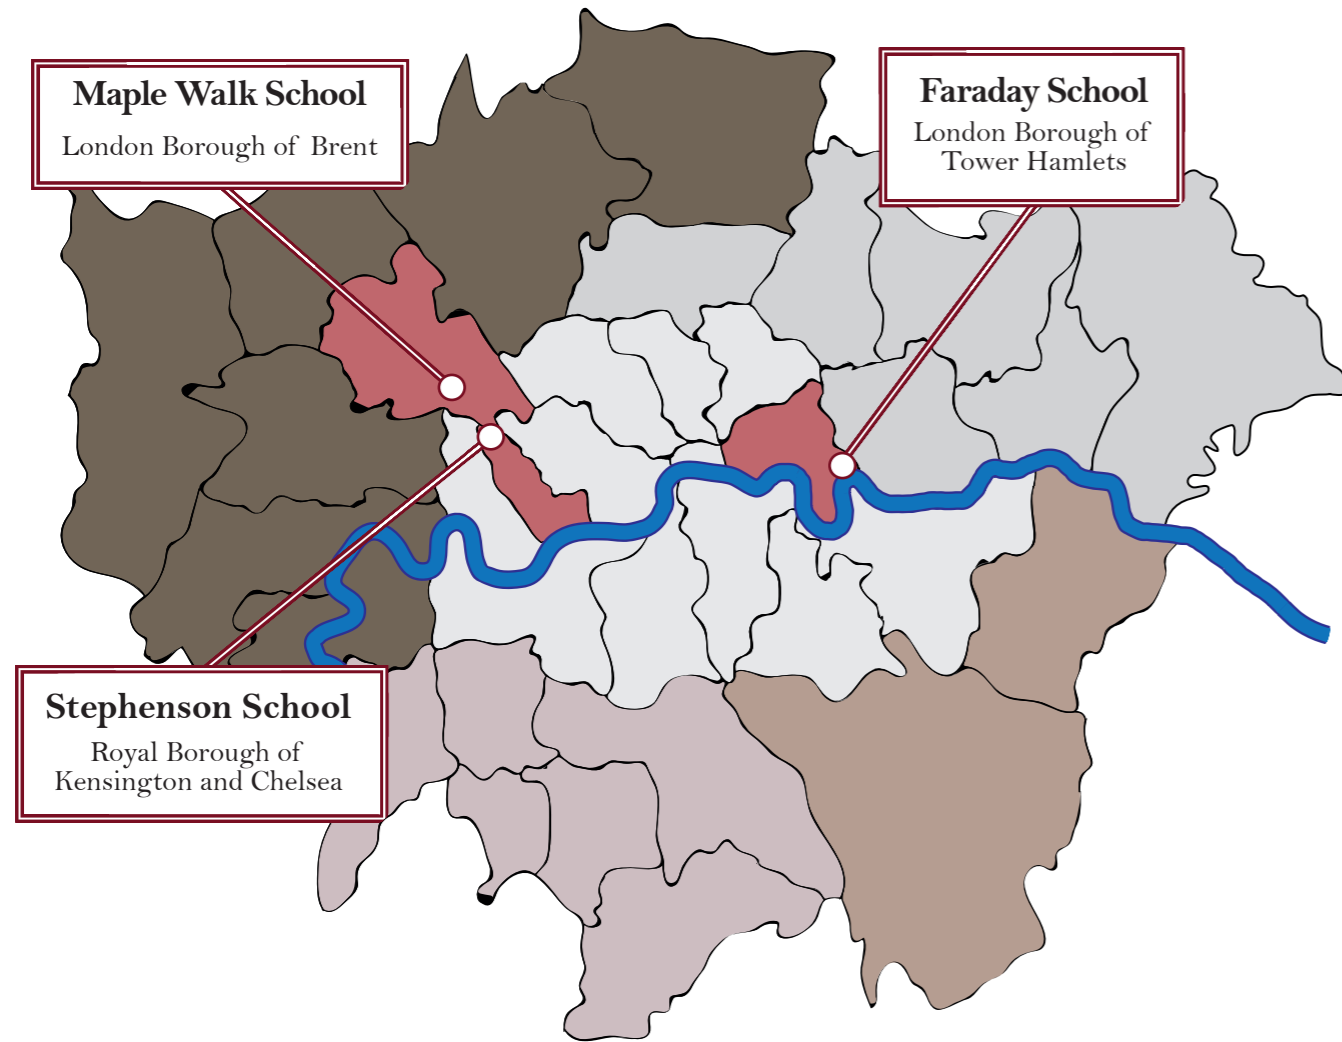 Maple Walk School
London Borough of Brent
Faraday School
London Borough of
Tower Hamlets
Stephenson School
Royal Borough of
Kensington and Chelsea